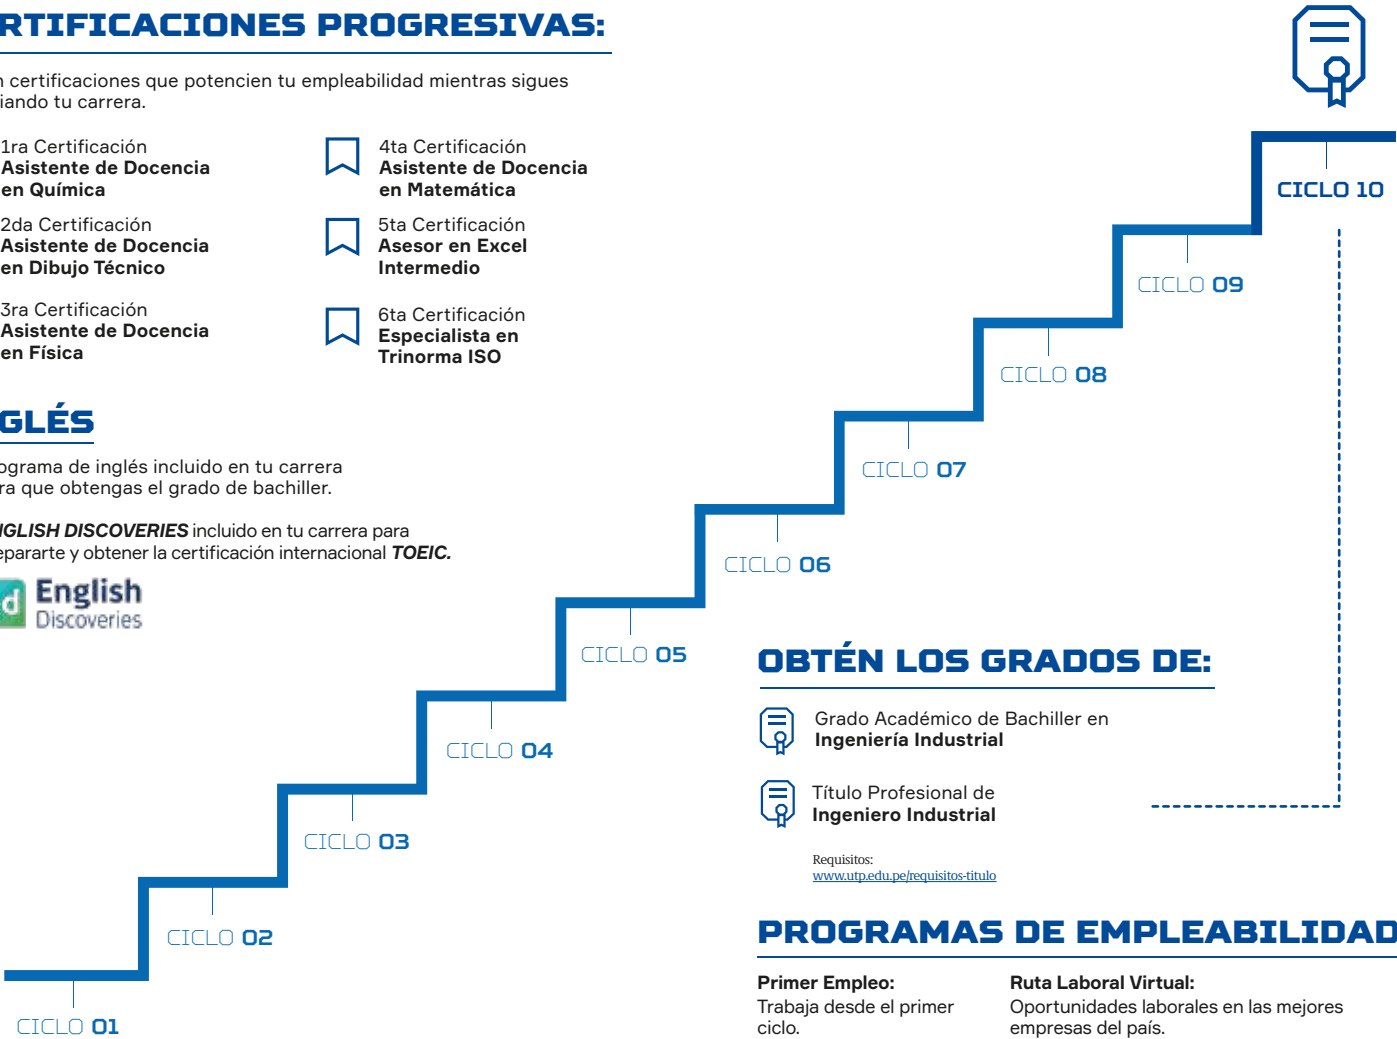 RTIFICACIONES PROGRESIVAS:
n certificaciones que potencien tu empleabilidad mientras sigues
iando tu carrera.
1ra Certificación
Asistente de Docencia
en Química
2da Certificación
Asistente de Docencia
en Dibujo Técnico
3ra Certificación
Asistente de Docencia
en Física
4ta Certificación
Asistente de Docencia
en Matemática
5ta Certificación
Asesor en Excel
Intermedio
6ta Certificación
Especialista en
Trinorma ISO
GLÉS
ograma de inglés incluido en tu carrera
ra que obtengas el grado de bachiller.
NGLISH DISCOVERIES incluido en tu carrera para
epararte y obtener la certificación internacional TOEIC.
d English
Discoveries
CICLO 10
CICLO 09
CICLO 08
CICLO 07
CICLO 06
CICLO 05
CICLO 04
CICLO 03
CICLO 02
CICLO 01
OBTÉN LOS GRADOS DE:
Grado Académico de Bachiller en
Ingeniería Industrial
Título Profesional de
Ingeniero Industrial
Requisitos:
www.utp.edu.pe/requisitos-titulo
PROGRAMAS DE EMPLEABILIDAD
Primer Empleo:
Trabaja desde el primer
ciclo.
Ruta Laboral Virtual:
Oportunidades laborales en las mejores
empresas del país.